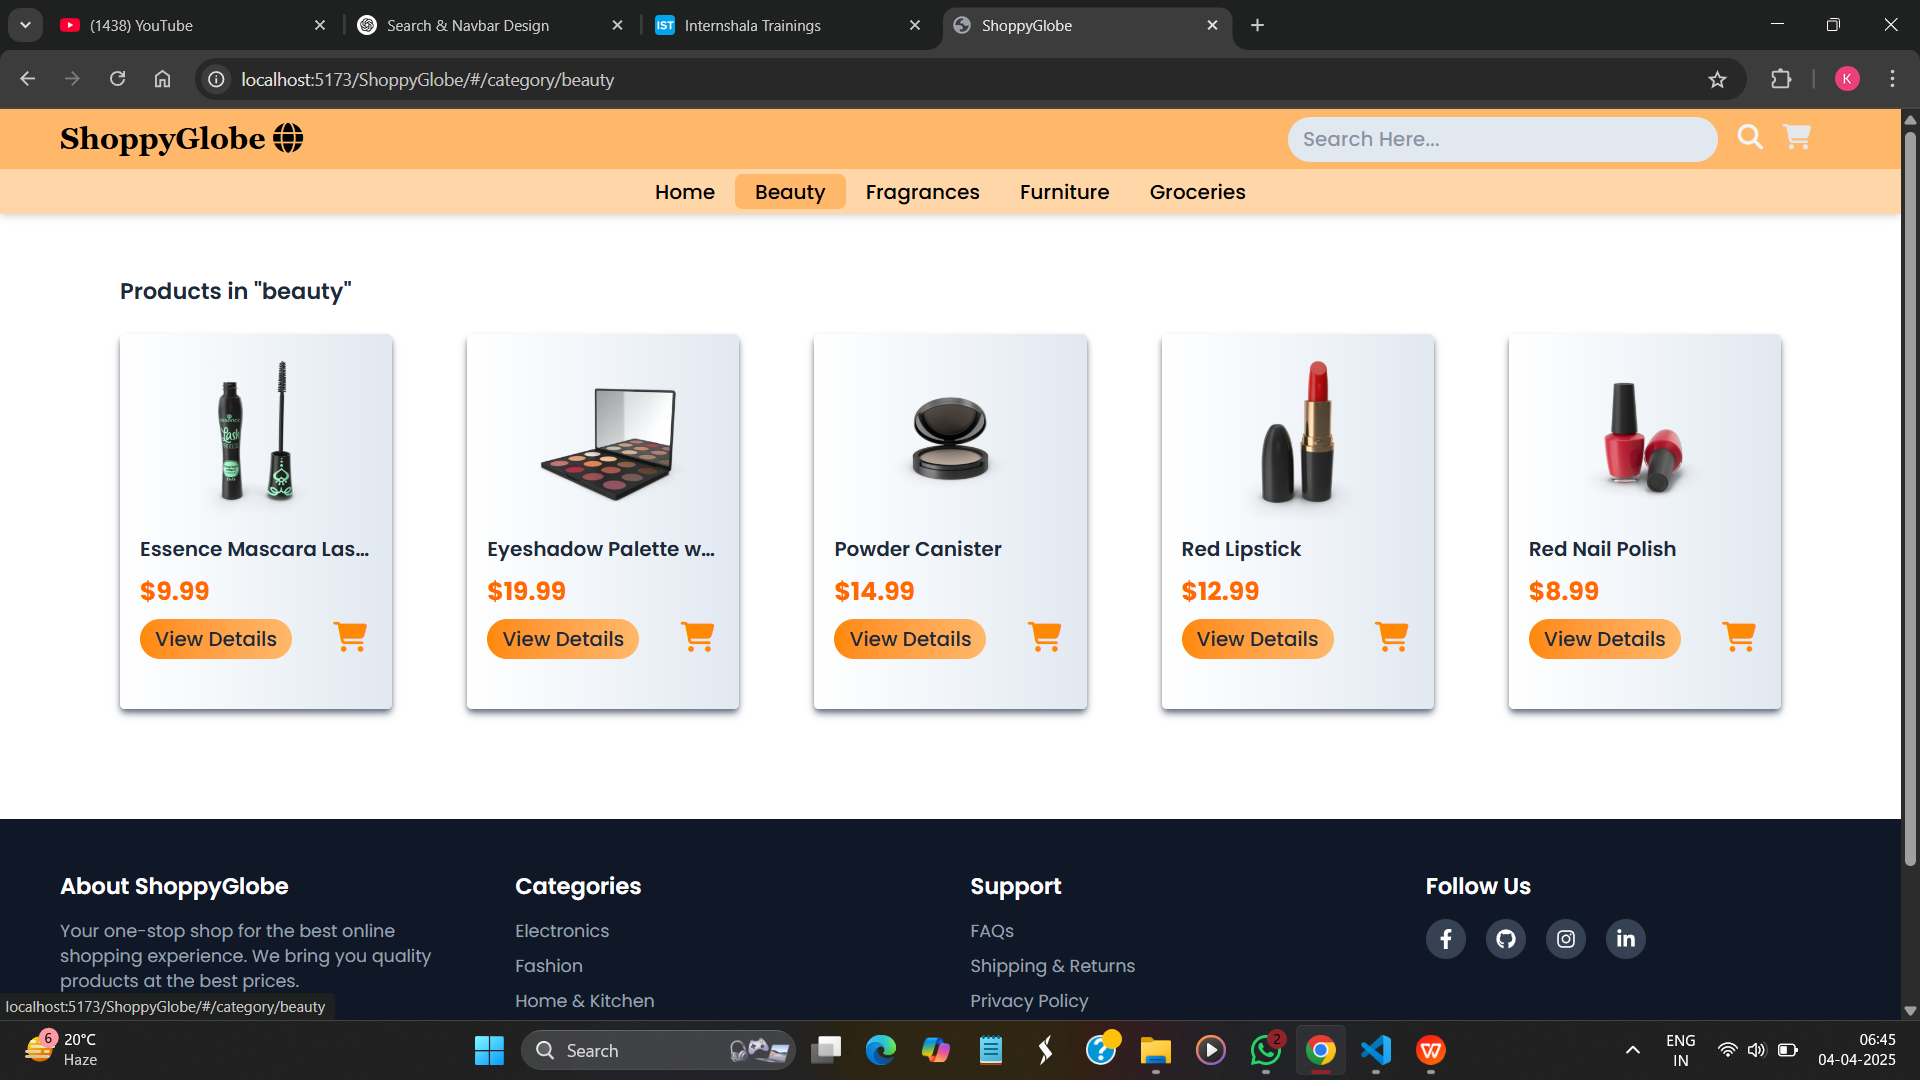 (1438) YouTube
Search & Navbar Design
IST Internshala Trainings
ShoppyGlobe
localhost:5173/ShoppyGlobe/#/category/beauty
K
ShoppyGlobe
Search Here...
Home Beauty Fragrances Furniture Groceries
Products in "beauty"
Essence Mascara Las...
$9.99
View Details
Eyeshadow Palette w...
$19.99
View Details
Powder Canister
$14.99
View Details
Red Lipstick
$12.99
View Details
Red Nail Polish
$8.99
View Details
About ShoppyGlobe
Your one-stop shop for the best online
shopping experience. We bring you quality
products at the best prices.
Categories
Electronics
Fashion
Home & Kitchen
Support
FAQs
Shipping & Returns
Privacy Policy
Follow Us
localhost:5173/ShoppyGlobe/#/category/beauty
6
20°C
Haze
Search
2
ENG
IN
06:45
04-04-2025